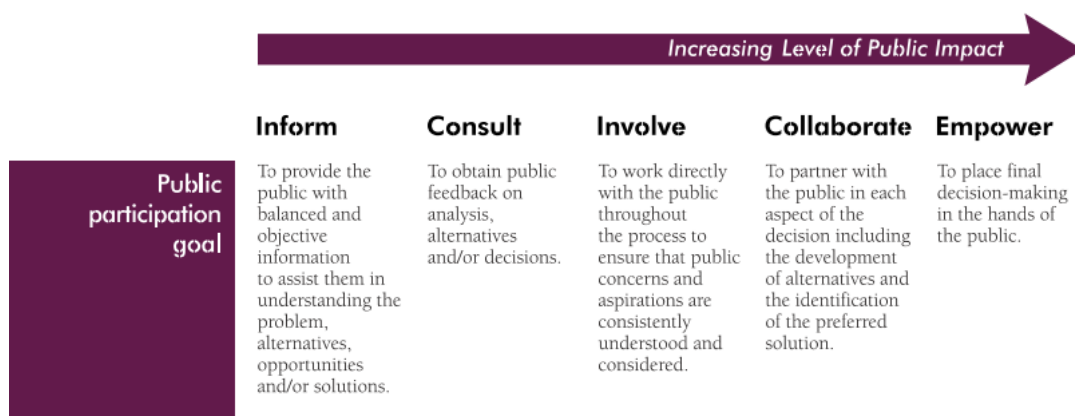 Increasing Level of Public Impact
Inform
Consult
Involve
Collaborate
Empower
Public
participation
goal
To provide the
public with
balanced and
objective
information
to assist them in
understanding the
problem,
alternatives,
opportunities
and/or solutions.
To obtain public
feedback on
analysis,
alternatives
and/or decisions.
To work directly
with the public
throughout
the process to
ensure that public
concerns and
aspirations are
consistently
understood and
considered.
To partner with
the public in each
aspect of the
decision including
the development
of alternatives and
the identification
of the preferred
solution.
To place final
decision-making
in the hands of
the public.